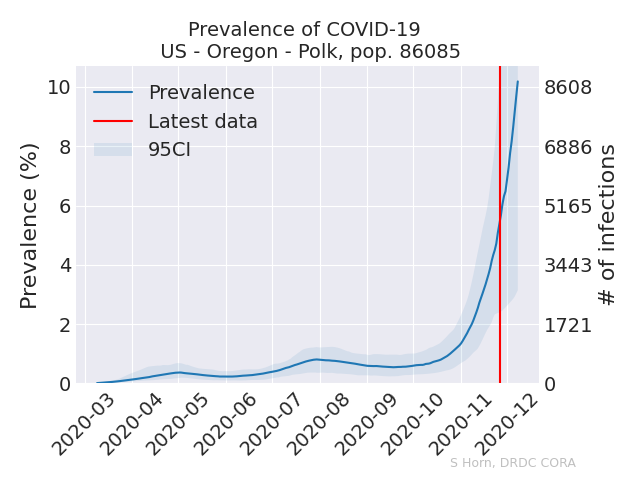 Prevalence of COVID-19
US - Oregon - Polk, pop. 86085
Prevalence
Latest data
95CI
Prevalence (%)
10
8
6
4
2
0
# of infections
8608
6886
5165
3443
1721
0
2020-03
2020-04
2020-05
2020-06
2020-07
2020-08
2020-09
2020-10
2020-11
2020-12
S Horn, DRDC CORA